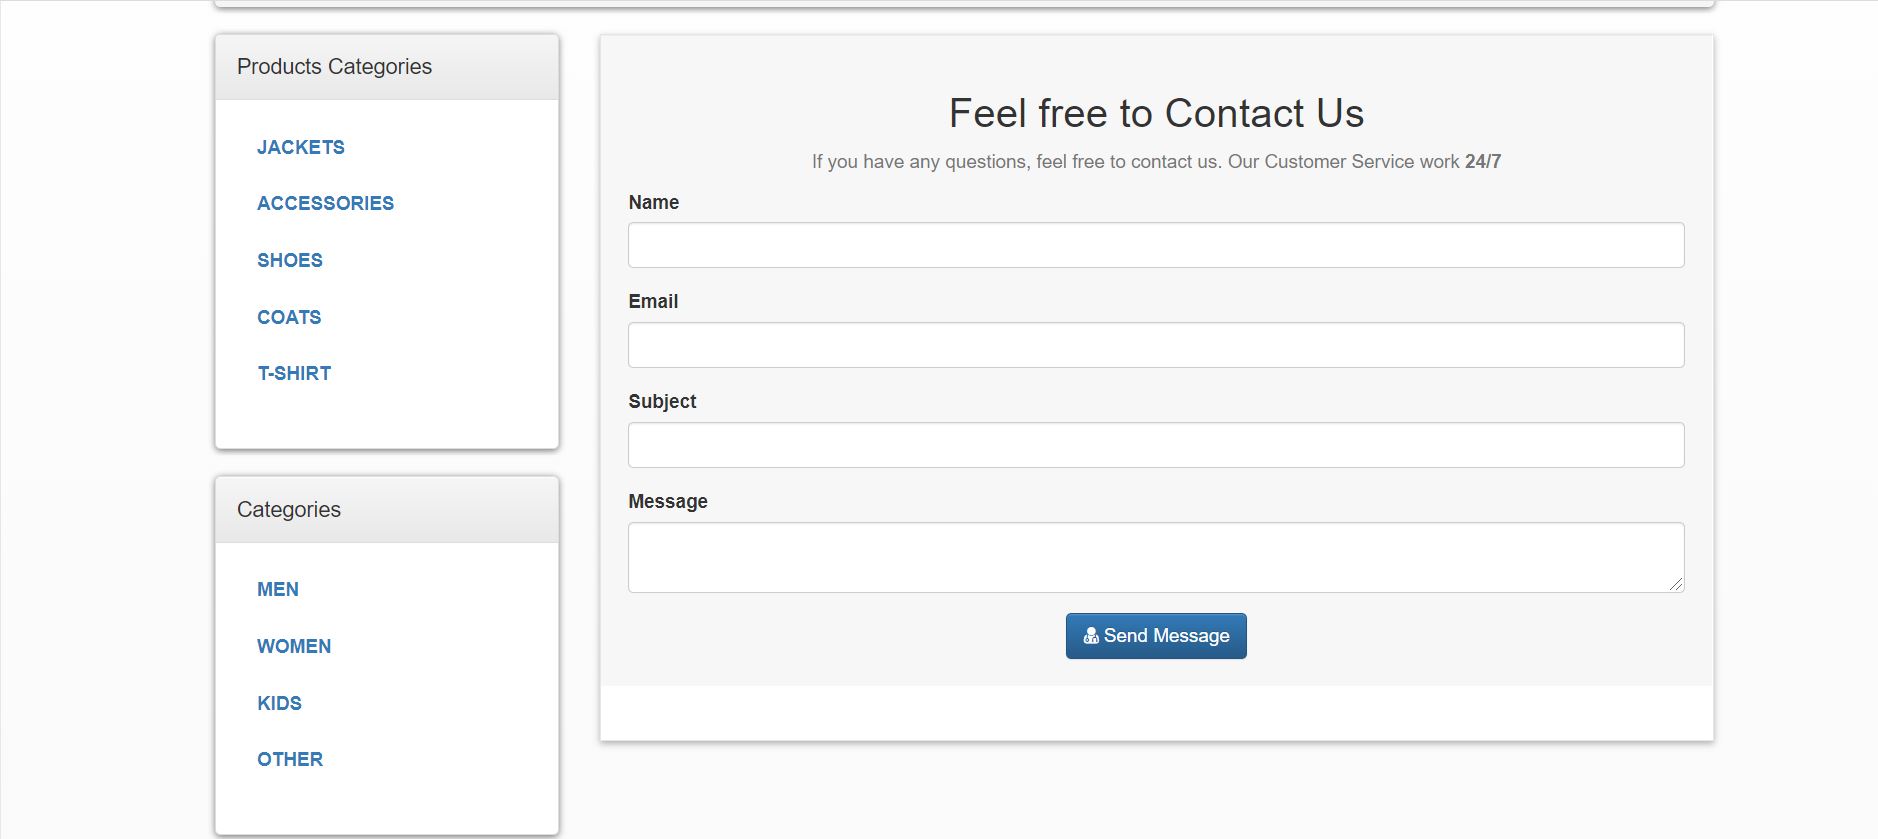 Products Categories
JACKETS
ACCESSORIES
SHOES
COATS
T-SHIRT
Categories
MEN
WOMEN
KIDS
OTHER
Feel free to Contact Us
If you have any questions, feel free to contact us. Our Customer Service work 24/7
Name
Email
Subject
Message
Send Message